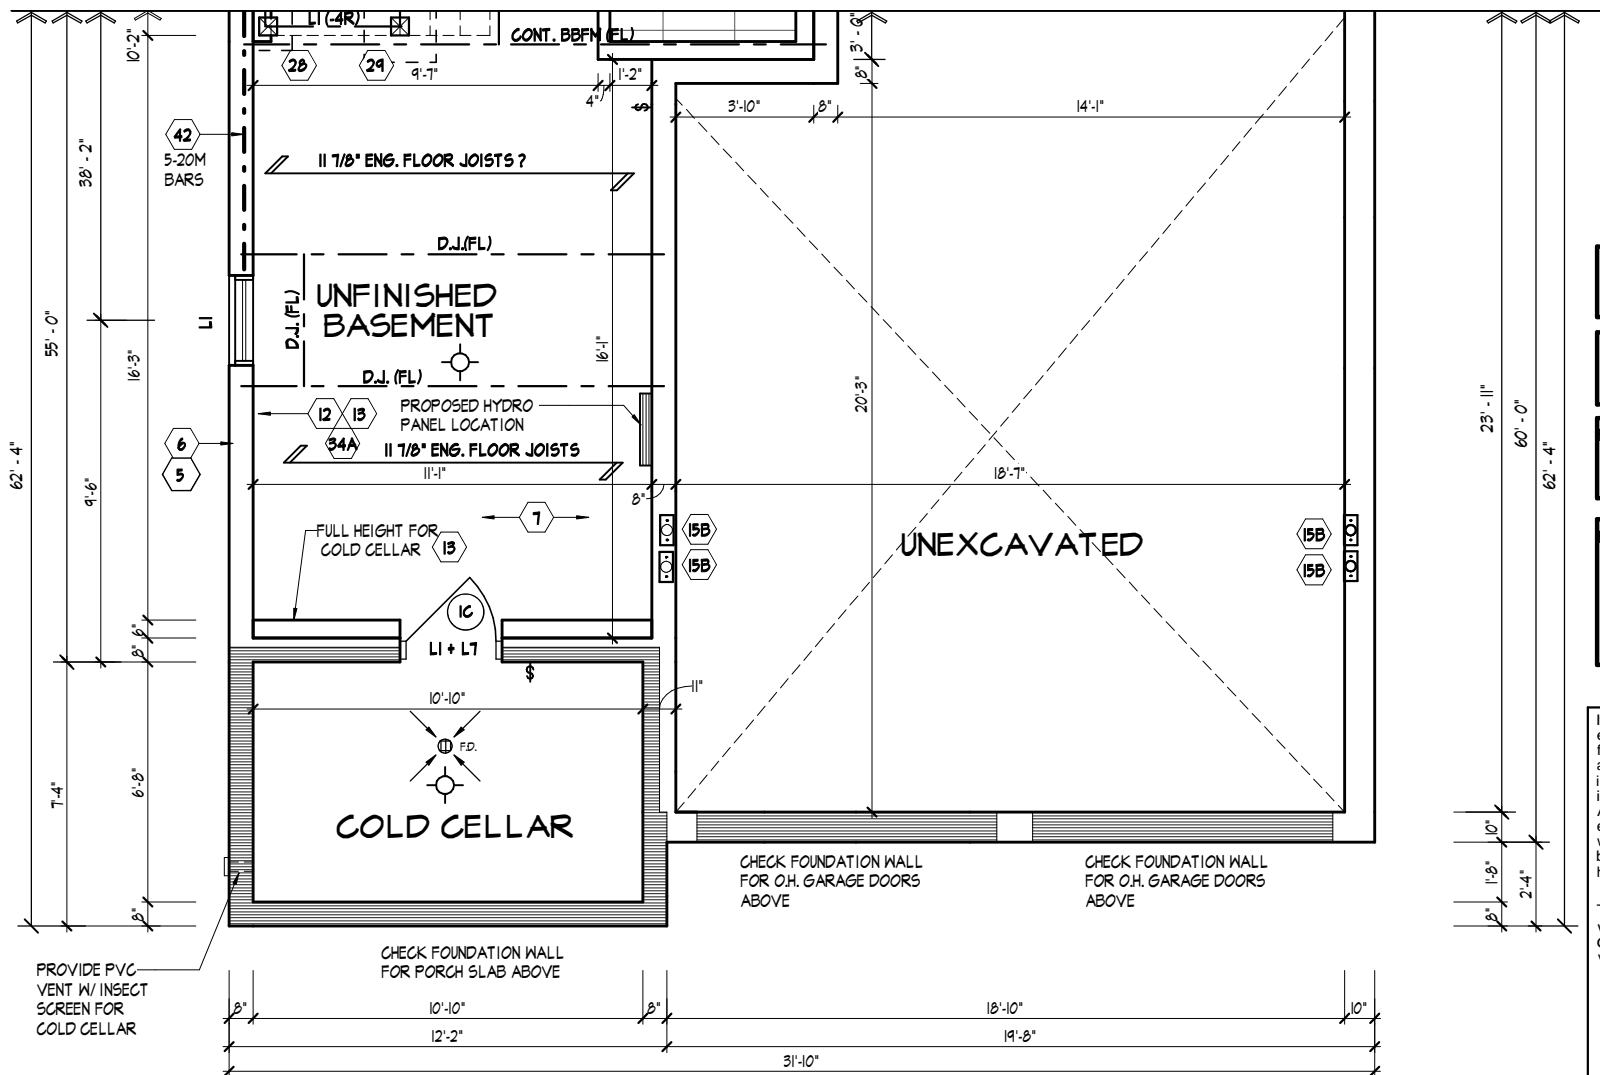 L1 (-4R)
CONT. BBFM (FL)
10'-2"
3'-0"
28
29
9'-7"
1'-2"
4"
8"
$
3'-10"
8"
14'-1"
42
5-20M
BARS
38' - 2"
11 7/8" ENG. FLOOR JOISTS ?
D.J.(FL)
UNFINISHED
BASEMENT
D.J.(FL)
L1
55' - 0"
16'-3"
16'-1"
D.J. (FL)
12
13
34A
PROPOSED HYDRO
PANEL LOCATION
20'-3"
23' - 11"
60' - 0"
62' - 4"
6
5
62' - 4"
9'-6"
11 7/8" ENG. FLOOR JOISTS
11'-1"
8"
18'-7"
FULL HEIGHT FOR
COLD CELLAR
13
7
15B
15B
UNEXCAVATED
15B
15B
1C
6"
8"
L1 + L7
$
10'-10"
11"
F.D.
7'-4"
6'-8"
COLD CELLAR
10"
1'-8"
2'-4"
8"
8"
CHECK FOUNDATION WALL
FOR O.H. GARAGE DOORS
ABOVE
CHECK FOUNDATION WALL
FOR O.H. GARAGE DOORS
ABOVE
CHECK FOUNDATION WALL
FOR PORCH SLAB ABOVE
PROVIDE PVC
VENT W/ INSECT
SCREEN FOR
COLD CELLAR
8"
10'-10"
8"
18'-10"
10"
12'-2"
19'-8"
31'-10"